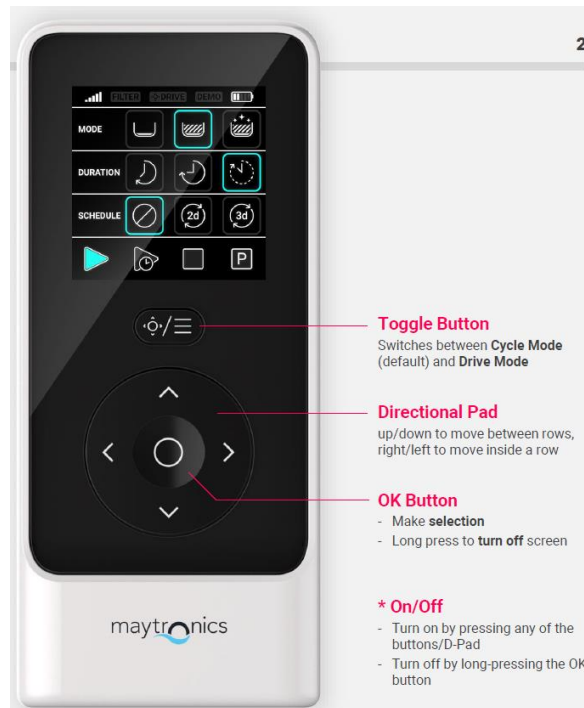 2
FILTER DRIVE DEMO
MODE
DURATION
SCHEDULE 2d 3d
P
Toggle Button
Switches between Cycle Mode
(default) and Drive Mode
Directional Pad
up/down to move between rows,
right/left to move inside a row
OK Button
- Make selection
- Long press to turn off screen
* On/Off
- Turn on by pressing any of the
buttons/D-Pad
- Turn off by long-pressing the OK
button
maytronics